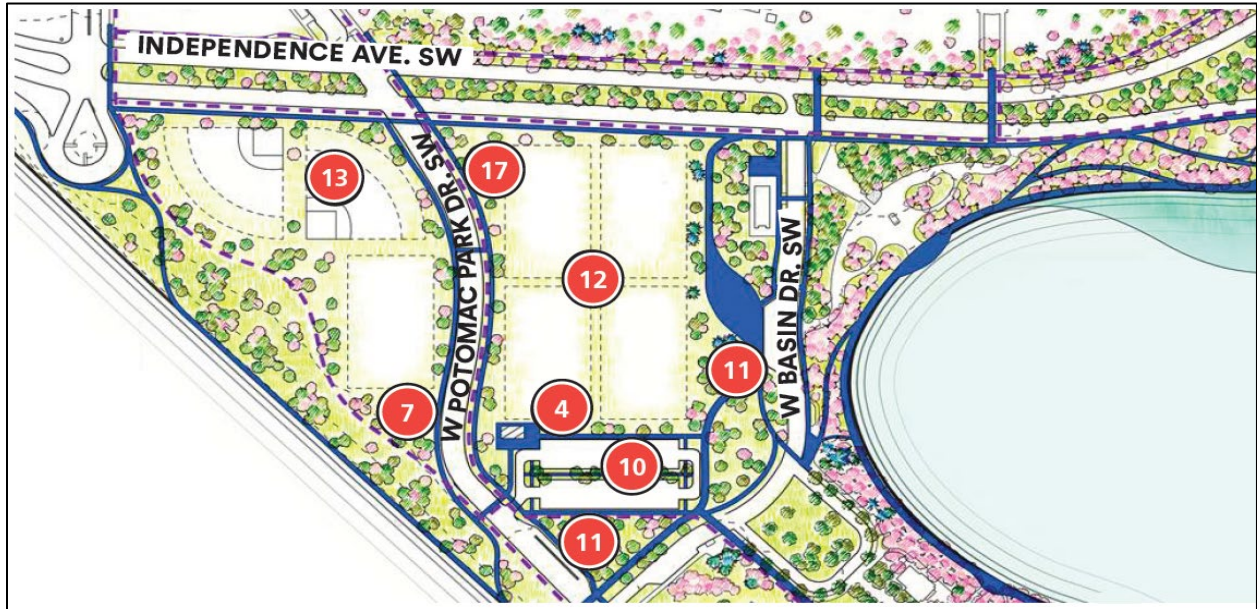 INDEPENDENCE AVE. SW
13
17
W POTOMAC PARK DR. SW
12
W BASIN DR. SW
11
7
4
10
11